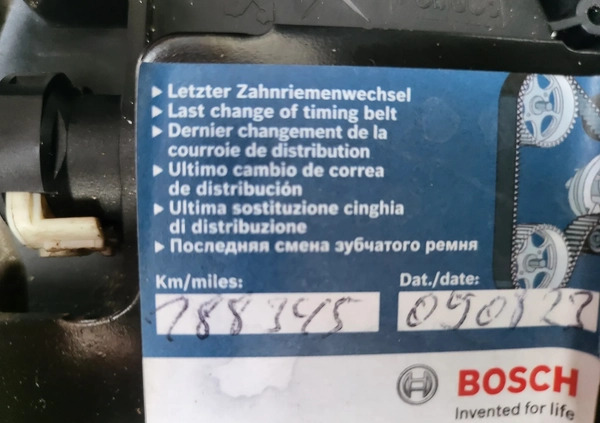 ▸ Letzter Zahnriemenwechsel
▸ Last change of timing belt
▸ Dernier changement de la
courroie de distribution
▸ Ultimo cambio de correa
de distribución
▸ Ultima sostituzione cinghia
di distribuzione
▸ Последняя смена зубчатого ремня
Km/miles: Dat./date:
188345 090823
BOSCH
Invented for life